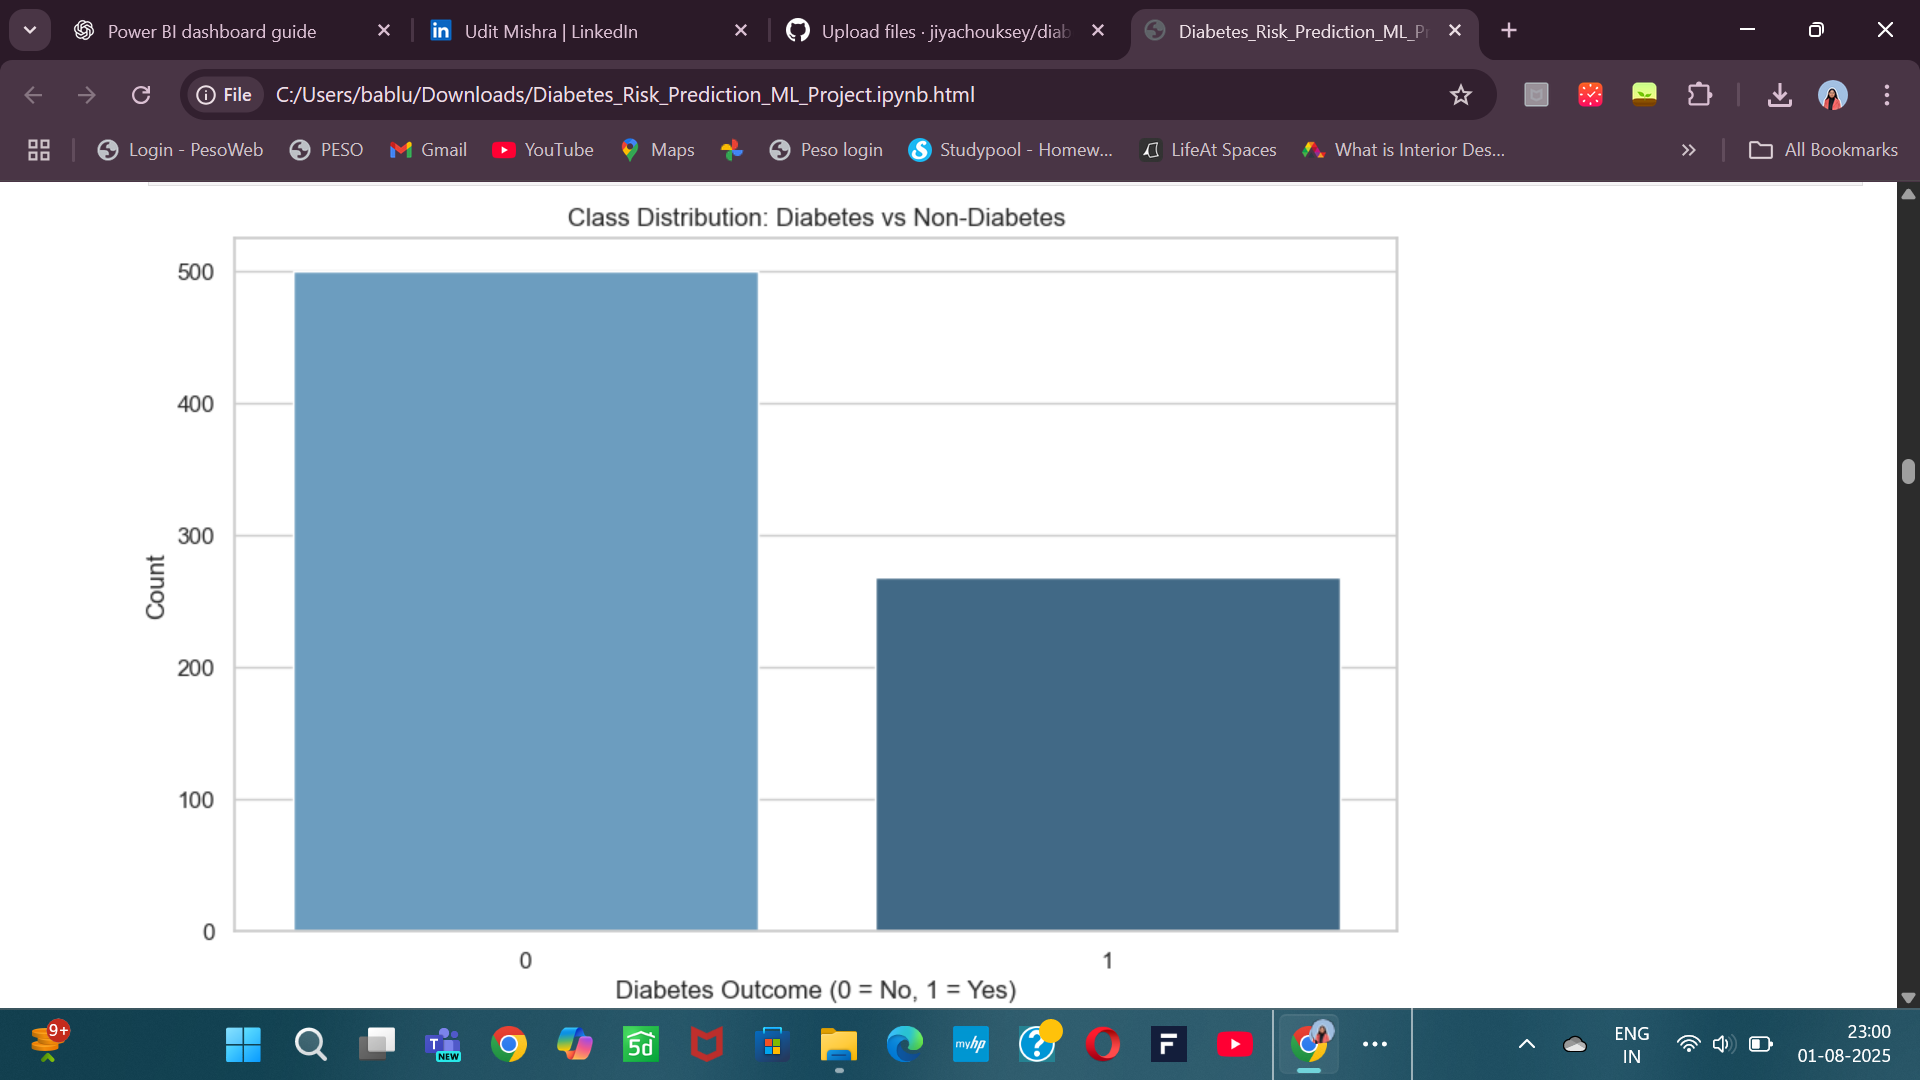 Power BI dashboard guide
Udit Mishra | LinkedIn
Upload files · jiyachouksey/diab
Diabetes_Risk_Prediction_ML_Pr
File
C:/Users/bablu/Downloads/Diabetes_Risk_Prediction_ML_Project.ipynb.html
Login - PesoWeb
PESO
Gmail
YouTube
Maps
Peso login
Studypool - Homew...
LifeAt Spaces
What is Interior Des...
All Bookmarks
Class Distribution: Diabetes vs Non-Diabetes
500
400
300
200
100
0
Count
0
1
Diabetes Outcome (0 = No, 1 = Yes)
9+
T
NEW
5d
myhp
?
F
ENG
IN
23:00
01-08-2025